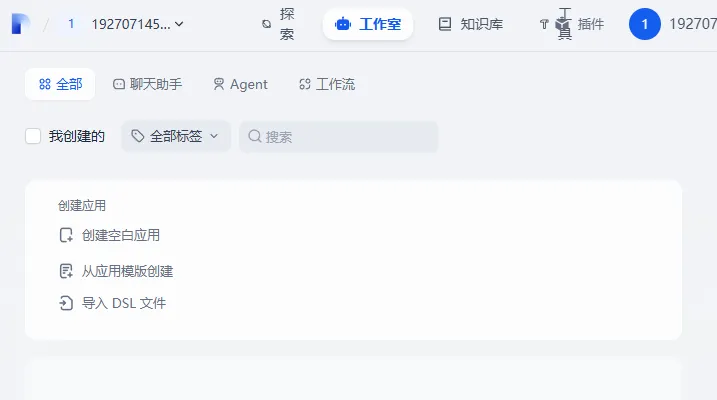 / 1 192707145... 探索 工作室 知识库 工具 插件 1 192707
全部 聊天助手 Agent 工作流
我创建的 全部标签 搜索
创建应用
创建空白应用
从应用模版创建
导入 DSL 文件